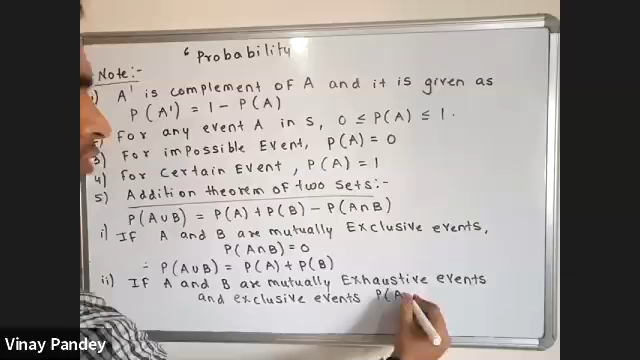 6 Probability
Note:-
A' is complement of A and it is given as
P(A') = 1 - P(A)
For any event A in S, 0 ≤ P(A) ≤ 1.
3) For impossible Event, P(A) = 0
4) For certain Event, P(A) = 1
5) Addition theorem of two sets:-
P(A∪B) = P(A) + P(B) - P(A∩B)
i) If A and B are mutually Exclusive events,
P(A∩B) = 0
∴ P(A∪B) = P(A) + P(B)
ii) If A and B are mutually Exhaustive events
and exclusive events P(A
Vinay Pandey